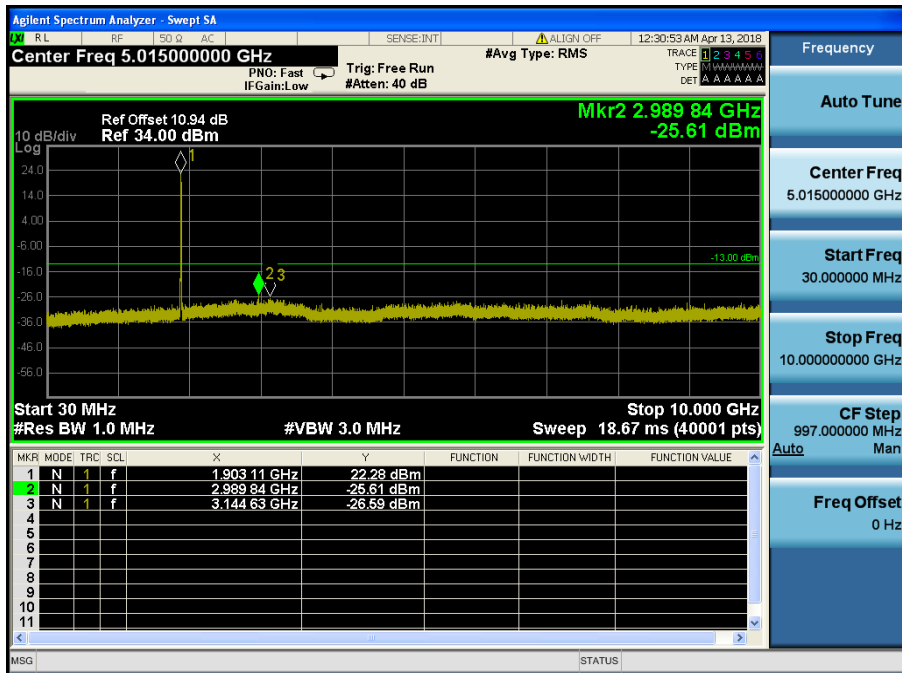 Agilent Spectrum Analyzer - Swept SA
LXI RL RF 50 Ω AC SENSE:INT ALIGN OFF 12:30:53 AM Apr 13, 2018
Center Freq 5.015000000 GHz #Avg Type: RMS TRACE 1 2 3 4 5 6
PNO: Fast Trig: Free Run TYPE M WWWWW
IFGain:Low #Atten: 40 dB DET A A A A A A
Mkr2 2.989 84 GHz
Ref Offset 10.94 dB
10 dB/div Ref 34.00 dBm -25.61 dBm
Log
1
24.0
14.0
4.00
-6.00
-13.00 dBm
-16.0
2 3
-26.0
-36.0
-46.0
-56.0
Start 30 MHz Stop 10.000 GHz
#Res BW 1.0 MHz #VBW 3.0 MHz Sweep 18.67 ms (40001 pts)
MKR MODE TRC SCL X Y FUNCTION FUNCTION WIDTH FUNCTION VALUE
1 N 1 f 1.903 11 GHz 22.28 dBm
2 N 1 f 2.989 84 GHz -25.61 dBm
3 N 1 f 3.144 63 GHz -26.59 dBm
4
5
6
7
8
9
10
11
MSG STATUS
Frequency
Auto Tune
Center Freq
5.015000000 GHz
Start Freq
30.000000 MHz
Stop Freq
10.000000000 GHz
CF Step
997.000000 MHz
Auto Man
Freq Offset
0 Hz